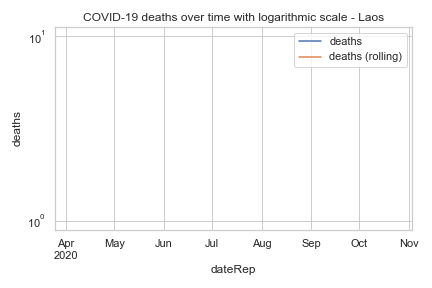 COVID-19 deaths over time with logarithmic scale - Laos
10¹
deaths
deaths (rolling)
deaths
10⁰
Apr May Jun Jul Aug Sep Oct Nov
2020
dateRep